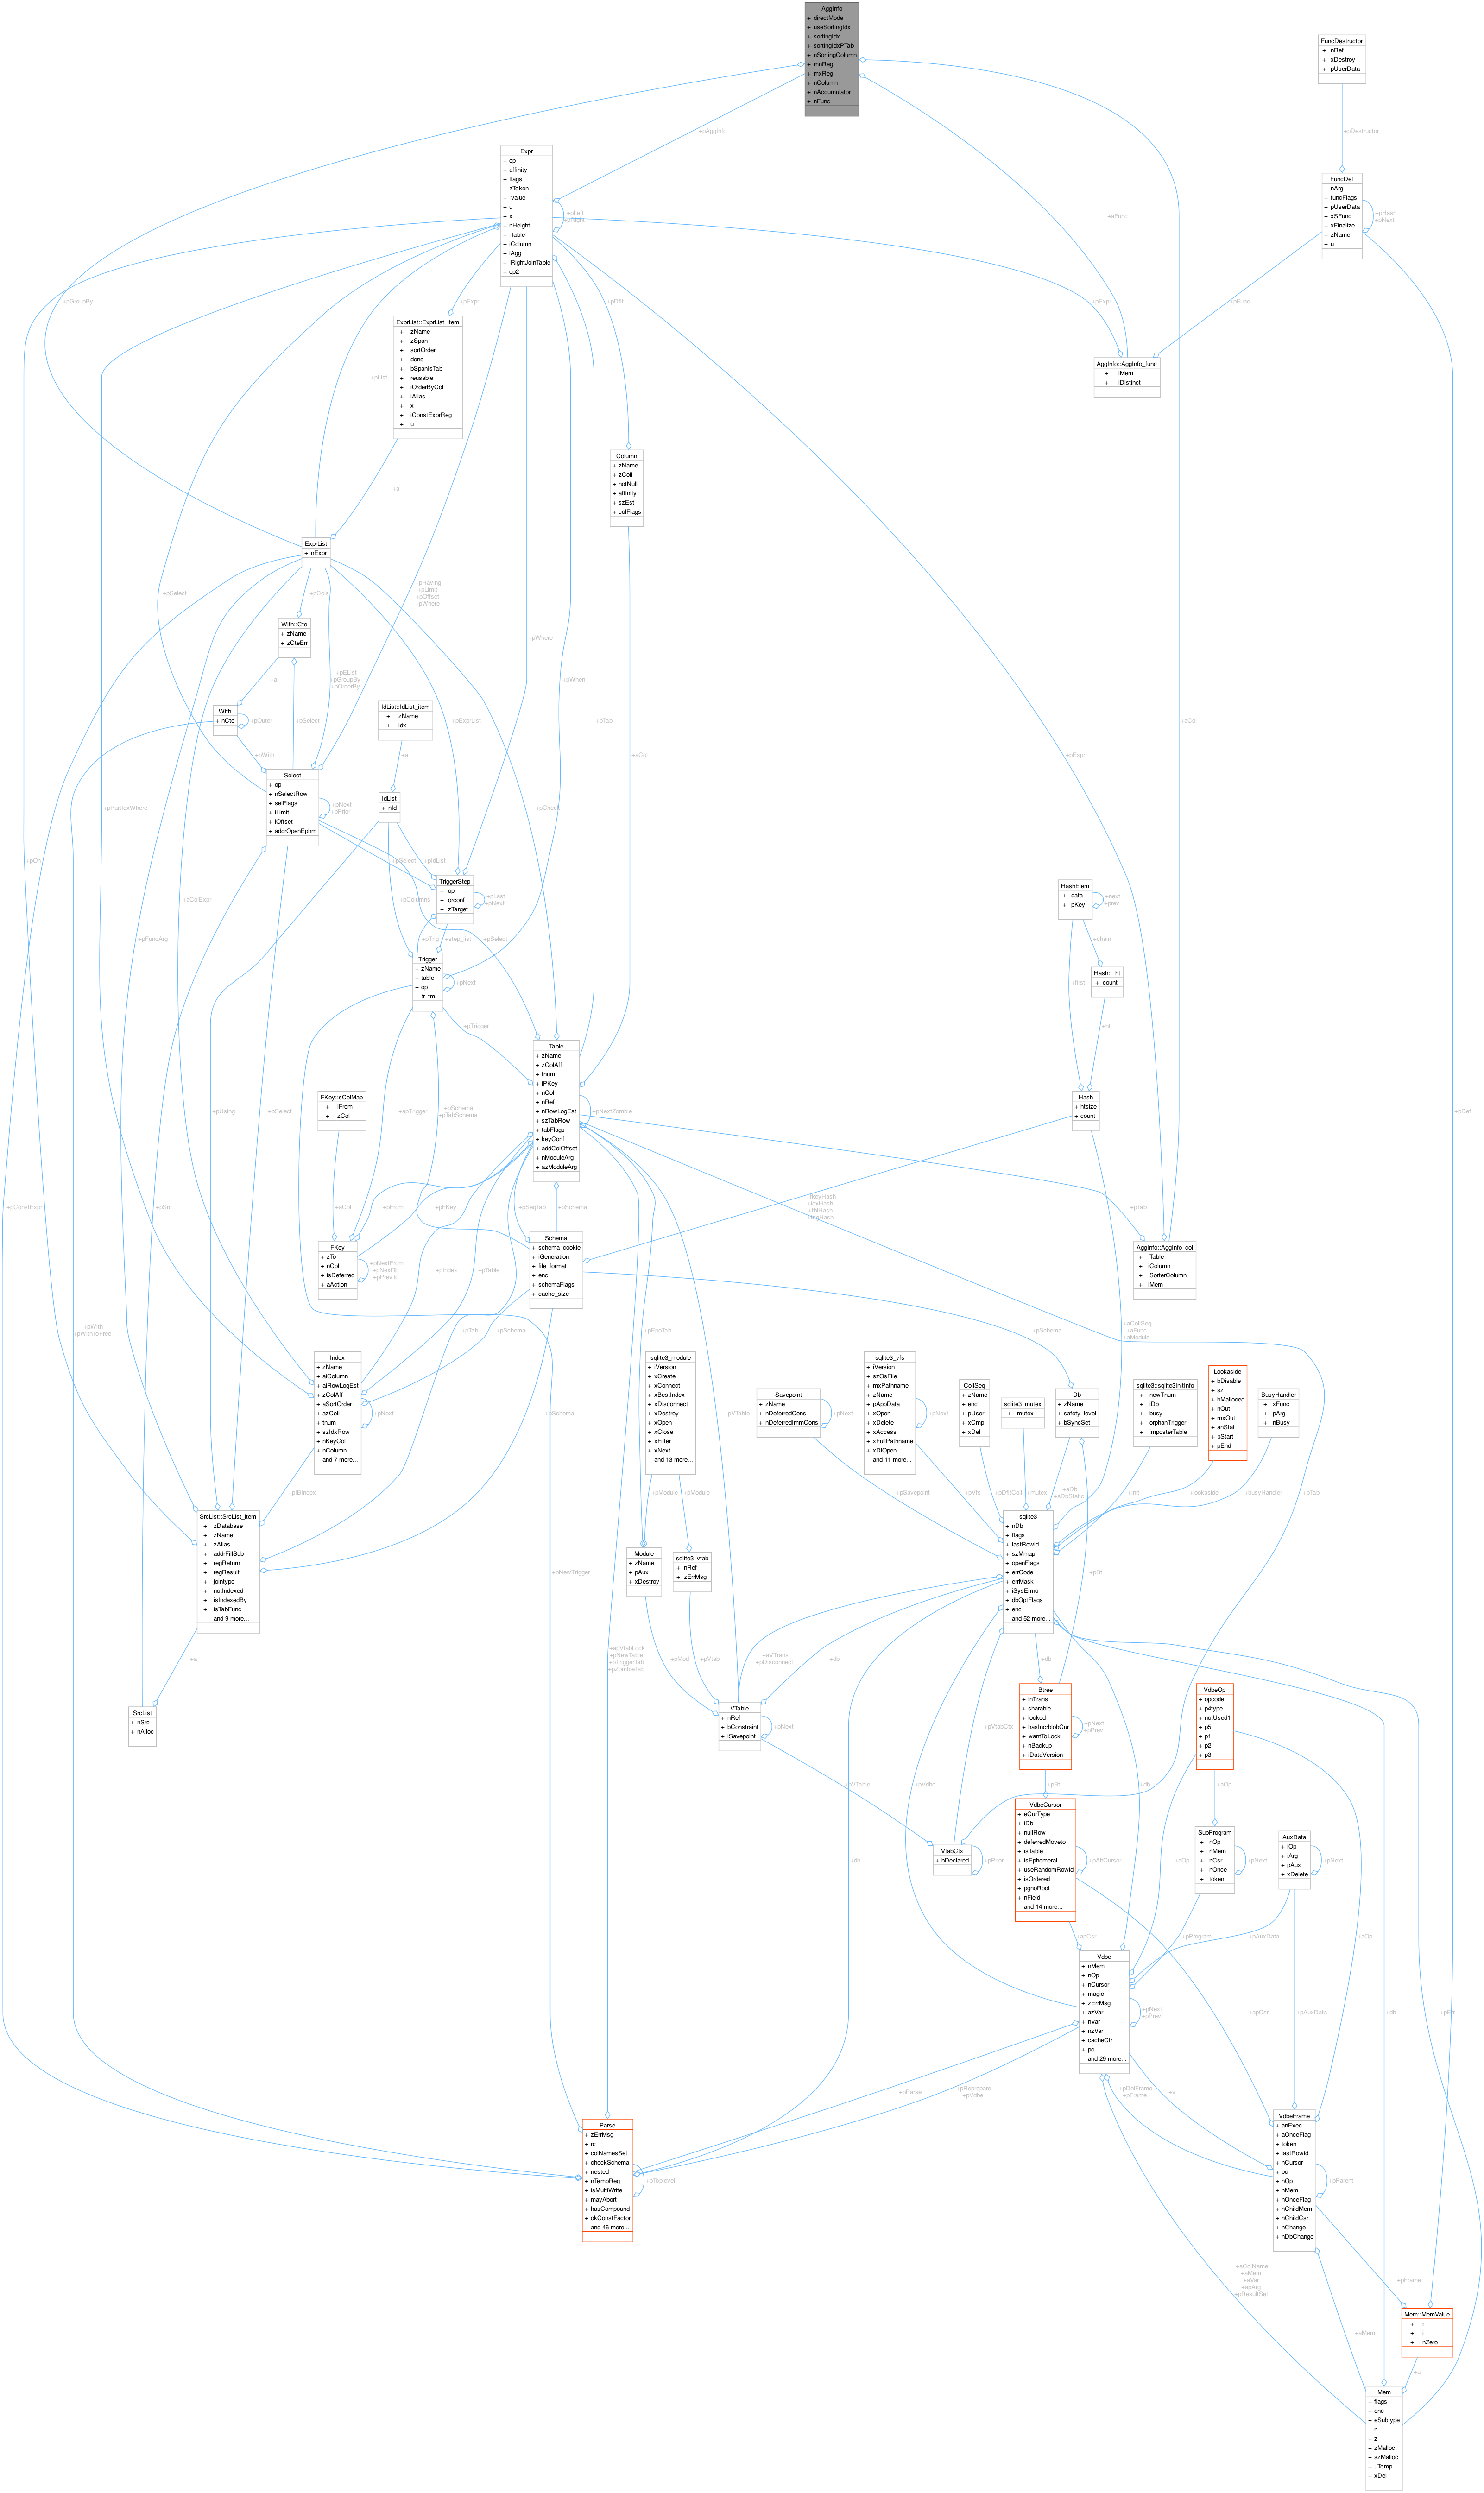 AggInfo
+ directMode
+ useSortingIdx
+ sortingIdx
+ sortingIdxPTab
+ nSortingColumn
+ mnReg
+ mxReg
+ nColumn
+ nAccumulator
+ nFunc
FuncDestructor
+ nRef
+ xDestroy
+ pUserData
+pDestructor
+pAggInfo
Expr
+ op
+ affinity
+ flags
+ zToken
+ iValue
+ u
+ x
+ nHeight
+ iTable
+ iColumn
+ iAgg
+ iRightJoinTable
+ op2
+pLeft
+pRight
+aFunc
FuncDef
+ nArg
+ funcFlags
+ pUserData
+ xSFunc
+ xFinalize
+ zName
+ u
+pHash
+pNext
+pGroupBy
+pExpr
+pDflt
+pExpr
+pFunc
ExprList::ExprList_item
+ zName
+ zSpan
+ sortOrder
+ done
+ bSpanIsTab
+ reusable
+ iOrderByCol
+ iAlias
+ x
+ iConstExprReg
+ u
AggInfo::AggInfo_func
+ iMem
+ iDistinct
+pList
+a
Column
+ zName
+ zColl
+ notNull
+ affinity
+ szEst
+ colFlags
ExprList
+ nExpr
+pSelect
+pCols
+pHaving
+pLimit
+pOffset
+pWhere
With::Cte
+ zName
+ zCteErr
+pWhere
+a
+pEList
+pGroupBy
+pOrderBy
+pWhen
With
+ nCte
+pOuter
+pSelect
IdList::IdList_item
+ zName
+ idx
+pExprList
+pTab
+aCol
+pExpr
+aCol
+pWith
+a
Select
+ op
+ nSelectRow
+ selFlags
+ iLimit
+ iOffset
+ addrOpenEphm
+pNext
+pPrior
IdList
+ nId
+pPartIdxWhere
+pCheck
+pOn
+pSelect
+pIdList
TriggerStep
+ op
+ orconf
+ zTarget
+pLast
+pNext
+aColExpr
+pColumns
+pFuncArg
+pTrig
+step_list
+pSelect
Trigger
+ zName
+ table
+ op
+ tr_tm
+pNext
HashElem
+ data
+ pKey
+next
+prev
+chain
+first
Hash::_ht
+ count
+ht
+pTrigger
Table
+ zName
+ zColAff
+ tnum
+ iPKey
+ nCol
+ nRef
+ nRowLogEst
+ szTabRow
+ tabFlags
+ keyConf
+ addColOffset
+ nModuleArg
+ azModuleArg
+pNextZombie
FKey::sColMap
+ iFrom
+ zCol
+pUsing
+pSelect
+apTrigger
+pSchema
+pTabSchema
Hash
+ htsize
+ count
+pDef
+aCol
+pFrom
+pFKey
+pSeqTab
+pSchema
+fkeyHash
+idxHash
+tblHash
+trigHash
+pTab
+pConstExpr
+pSrc
FKey
+ zTo
+ nCol
+ isDeferred
+ aAction
+pNextFrom
+pNextTo
+pPrevTo
+pIndex
+pTable
Schema
+ schema_cookie
+ iGeneration
+ file_format
+ enc
+ schemaFlags
+ cache_size
AggInfo::AggInfo_col
+ iTable
+ iColumn
+ iSorterColumn
+ iMem
+pWith
+pWithToFree
+pTab
+pSchema
+pEpoTab
+aCollSeq
+aFunc
+aModule
+pSchema
Index
+ zName
+ aiColumn
+ aiRowLogEst
+ zColAff
+ aSortOrder
+ azColl
+ tnum
+ szIdxRow
+ nKeyCol
+ nColumn
and 7 more...
+pNext
sqlite3_module
+ iVersion
+ xCreate
+ xConnect
+ xBestIndex
+ xDisconnect
+ xDestroy
+ xOpen
+ xClose
+ xFilter
+ xNext
and 13 more...
+pVTable
Savepoint
+ zName
+ nDeferredCons
+ nDeferredImmCons
+pNext
sqlite3_vfs
+ iVersion
+ szOsFile
+ mxPathname
+ zName
+ pAppData
+ xOpen
+ xDelete
+ xAccess
+ xFullPathname
+ xDlOpen
and 11 more...
+pNext
CollSeq
+ zName
+ enc
+ pUser
+ xCmp
+ xDel
sqlite3_mutex
+ mutex
Db
+ zName
+ safety_level
+ bSyncSet
sqlite3::sqlite3InitInfo
+ newTnum
+ iDb
+ busy
+ orphanTrigger
+ imposterTable
Lookaside
+ bDisable
+ sz
+ bMalloced
+ nOut
+ mxOut
+ anStat
+ pStart
+ pEnd
BusyHandler
+ xFunc
+ pArg
+ nBusy
+pSchema
+pIBIndex
+pModule
+pModule
+pSavepoint
+pVfs
+pDfltColl
+mutex
+aDb
+aDbStatic
+init
+lookaside
+busyHandler
+pTab
SrcList::SrcList_item
+ zDatabase
+ zName
+ zAlias
+ addrFillSub
+ regReturn
+ regResult
+ jointype
+ notIndexed
+ isIndexedBy
+ isTabFunc
and 9 more...
+pNewTrigger
Module
+ zName
+ pAux
+ xDestroy
sqlite3_vtab
+ nRef
+ zErrMsg
sqlite3
+ nDb
+ flags
+ lastRowid
+ szMmap
+ openFlags
+ errCode
+ errMask
+ iSysErrno
+ dbOptFlags
+ enc
and 52 more...
+pBt
+a
+apVtabLock
+pNewTable
+pTriggerTab
+pZombieTab
+pMod
+pVtab
+aVTrans
+pDisconnect
+db
+db
SrcList
+ nSrc
+ nAlloc
VTable
+ nRef
+ bConstraint
+ iSavepoint
+pNext
+pVtabCtx
Btree
+ inTrans
+ sharable
+ locked
+ hasIncrblobCur
+ wantToLock
+ nBackup
+ iDataVersion
+pNext
+pPrev
VdbeOp
+ opcode
+ p4type
+ notUsed1
+ p5
+ p1
+ p2
+ p3
+pVTable
+pVdbe
+pBt
+db
+aOp
VdbeCursor
+ eCurType
+ iDb
+ nullRow
+ deferredMoveto
+ isTable
+ isEphemeral
+ useRandomRowid
+ isOrdered
+ pgnoRoot
+ nField
and 14 more...
+pAltCursor
VtabCtx
+ bDeclared
+pPrior
+db
+aOp
SubProgram
+ nOp
+ nMem
+ nCsr
+ nOnce
+ token
+pNext
AuxData
+ iOp
+ iArg
+ pAux
+ xDelete
+pNext
+apCsr
+pProgram
+pAuxData
+aOp
Vdbe
+ nMem
+ nOp
+ nCursor
+ magic
+ zErrMsg
+ azVar
+ nVar
+ nzVar
+ cacheCtr
+ pc
and 29 more...
+pNext
+pPrev
+apCsr
+pAuxData
+db
+pErr
+pParse
+pReprepare
+pVdbe
+pDelFrame
+pFrame
+v
Parse
+ zErrMsg
+ rc
+ colNamesSet
+ checkSchema
+ nested
+ nTempReg
+ isMultiWrite
+ mayAbort
+ hasCompound
+ okConstFactor
and 46 more...
+pToplevel
VdbeFrame
+ anExec
+ aOnceFlag
+ token
+ lastRowid
+ nCursor
+ pc
+ nOp
+ nMem
+ nOnceFlag
+ nChildMem
+ nChildCsr
+ nChange
+ nDbChange
+pParent
+aColName
+aMem
+aVar
+apArg
+pResultSet
+pFrame
+aMem
Mem::MemValue
+ r
+ i
+ nZero
+u
Mem
+ flags
+ enc
+ eSubtype
+ n
+ z
+ zMalloc
+ szMalloc
+ uTemp
+ xDel